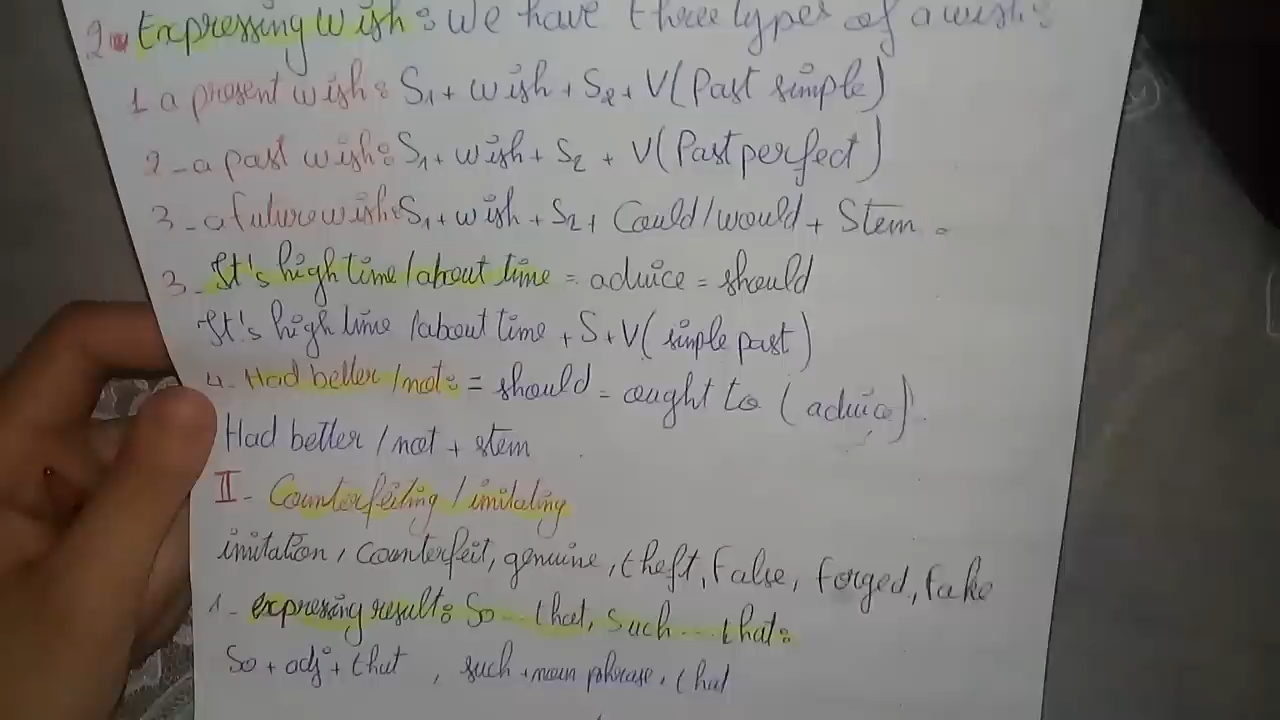 2- Expressing wish: we have three types of a wish:
1 a present wish: S1 + wish + S2 + V(Past simple)
2 - a past wish: S1 + wish + S2 + V(Past perfect)
3 - a future wish: S1 + wish + S2 + Could/would + Stem.
3- It's high time/about time = advice = should
It's high time /about time + S + V( simple past)
4- Had better /not: = should = ought to (advice).
Had better / not + stem
II- Counterfeiting / imitating
imitation, counterfeit, genuine, theft, False, forged, fake
1- expressing result: So... that, such... that:
So + adj + that , such + noun phrase + that